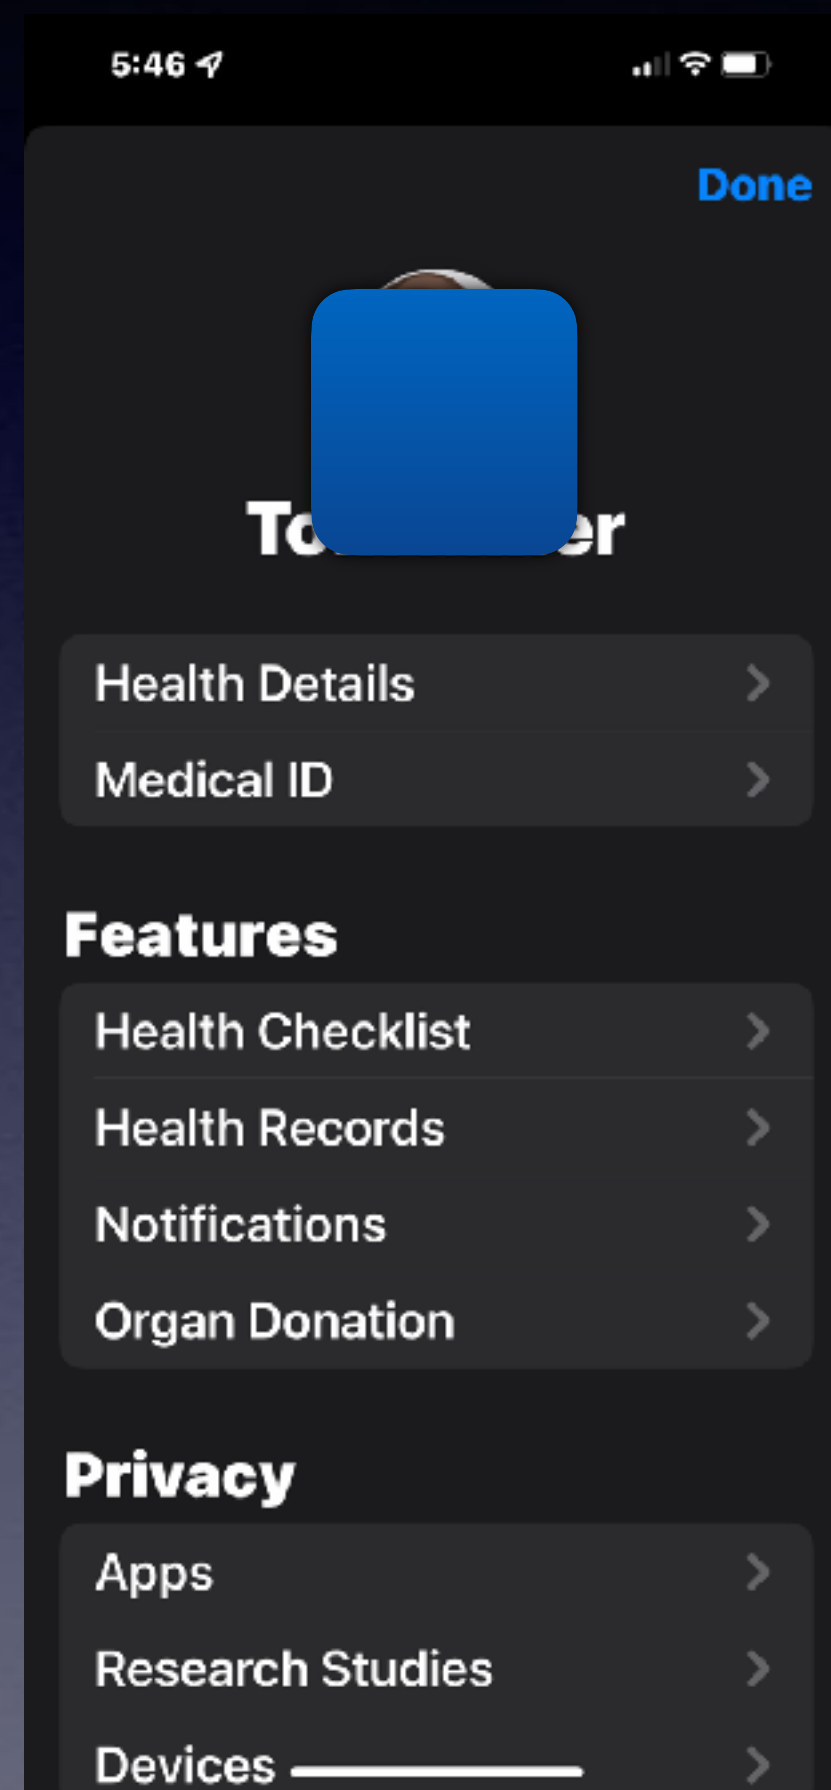 5:46
Done
Health Details
Medical ID
Features
Health Checklist
Health Records
Notifications
Organ Donation
Privacy
Apps
Research Studies
Devices